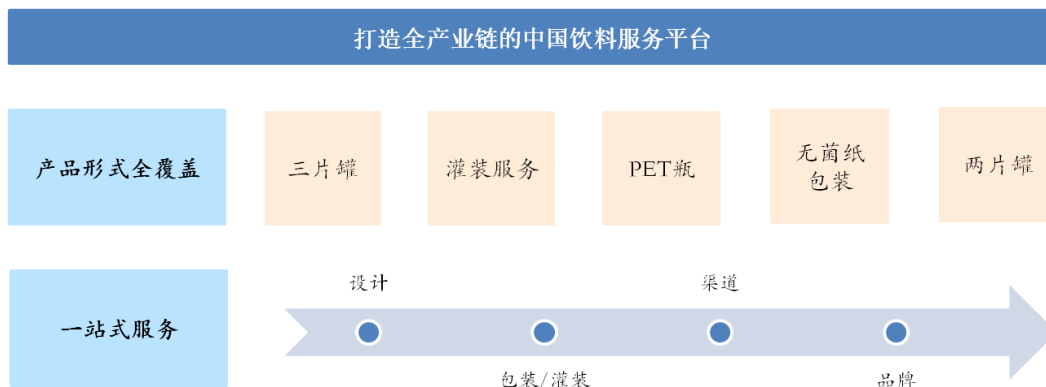 打造全产业链的中国饮料服务平台
产品形式全覆盖
三片罐
灌装服务
PET瓶
无菌纸
包装
两片罐
一站式服务
设计
渠道
包装/灌装
品牌